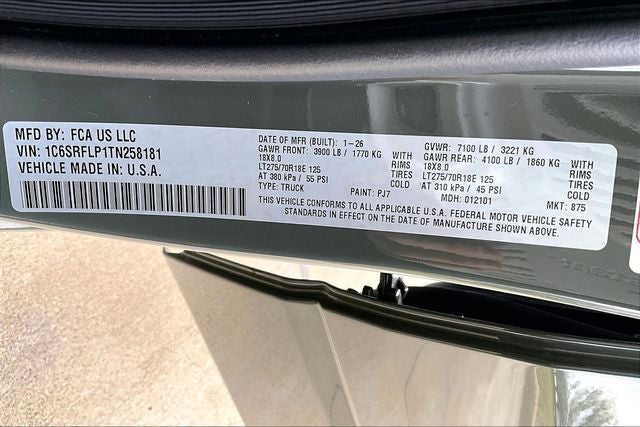 MFD BY: FCA US LLC
VIN: 1C6SRFLP1TN258181
VEHICLE MADE IN: U.S.A.
DATE OF MFR (BUILT): 1-26
GAWR FRONT: 3900 LB / 1770 KG WITH
18X8.0 RIMS
LT275/70R18E 125 TIRES
AT 380 kPa / 55 PSI COLD
TYPE: TRUCK PAINT: PJ7
GVWR: 7100 LB / 3221 KG
GAWR REAR: 4100 LB / 1860 KG WITH
18X8.0 RIMS
LT275/70R18E 125 TIRES
AT 310 kPa / 45 PSI COLD
MDH: 012101 MKT: 875
THIS VEHICLE CONFORMS TO ALL APPLICABLE U.S.A. FEDERAL MOTOR VEHICLE SAFETY
STANDARDS IN EFFECT ON THE DATE OF MANUFACTURE SHOWN ABOVE.